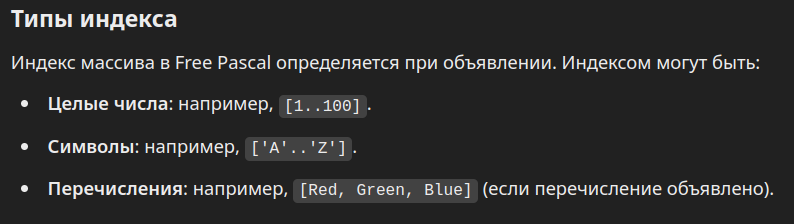 Типы индекса
Индекс массива в Free Pascal определяется при объявлении. Индексом могут быть:
• Целые числа: например, [1..100].
• Символы: например, ['A'..'Z'].
• Перечисления: например, [Red, Green, Blue] (если перечисление объявлено).